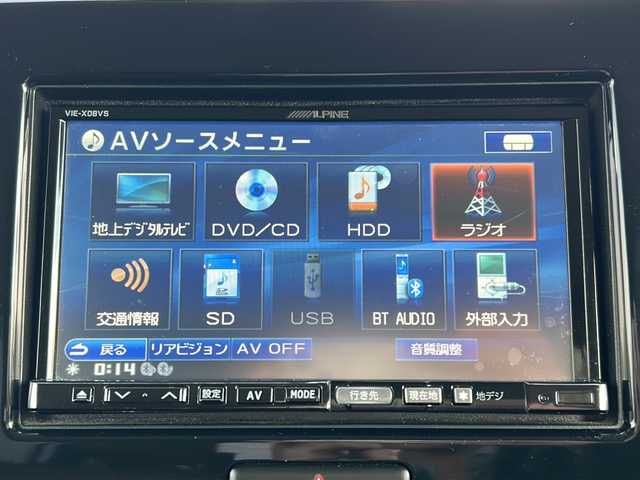 VIE-X08VS
ALPINE
AVソースメニュー
地上デジタルテレビ
DVD/CD
HDD
ラジオ
交通情報
SD
USB
BT AUDIO
外部入力
戻る
リアビジョン
AV OFF
音質調整
0:14
設定
AV
MODE
行き先
現在地
地デジ